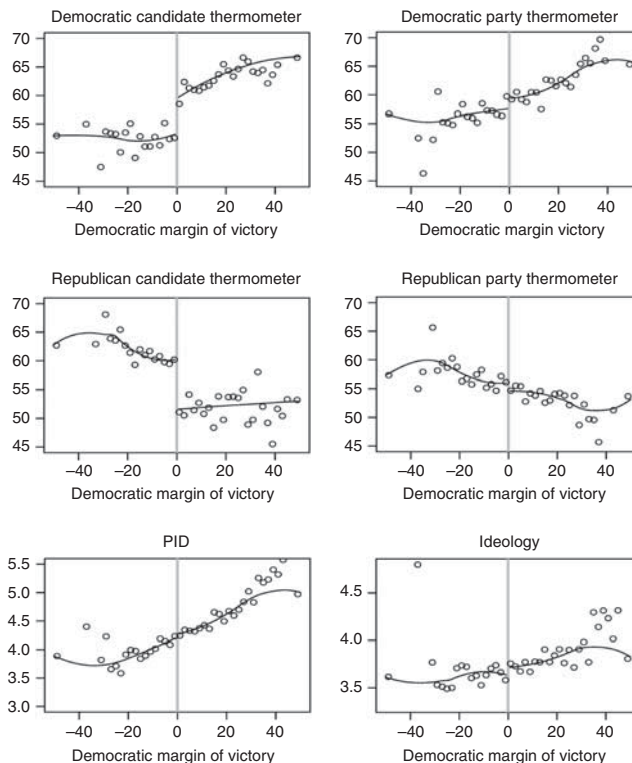 Democratic candidate thermometer
70
65
60
55
50
45
−40 −20 0 20 40
Democratic margin of victory
Democratic party thermometer
70
65
60
55
50
45
−40 −20 0 20 40
Democratic margin victory
Republican candidate thermometer
70
65
60
55
50
45
−40 −20 0 20 40
Democratic margin of victory
Republican party thermometer
70
65
60
55
50
45
−40 −20 0 20 40
Democratic margin of victory
PID
5.5
5.0
4.5
4.0
3.5
3.0
−40 −20 0 20 40
Democratic margin of victory
Ideology
4.5
4.0
3.5
−40 −20 0 20 40
Democratic margin of victory